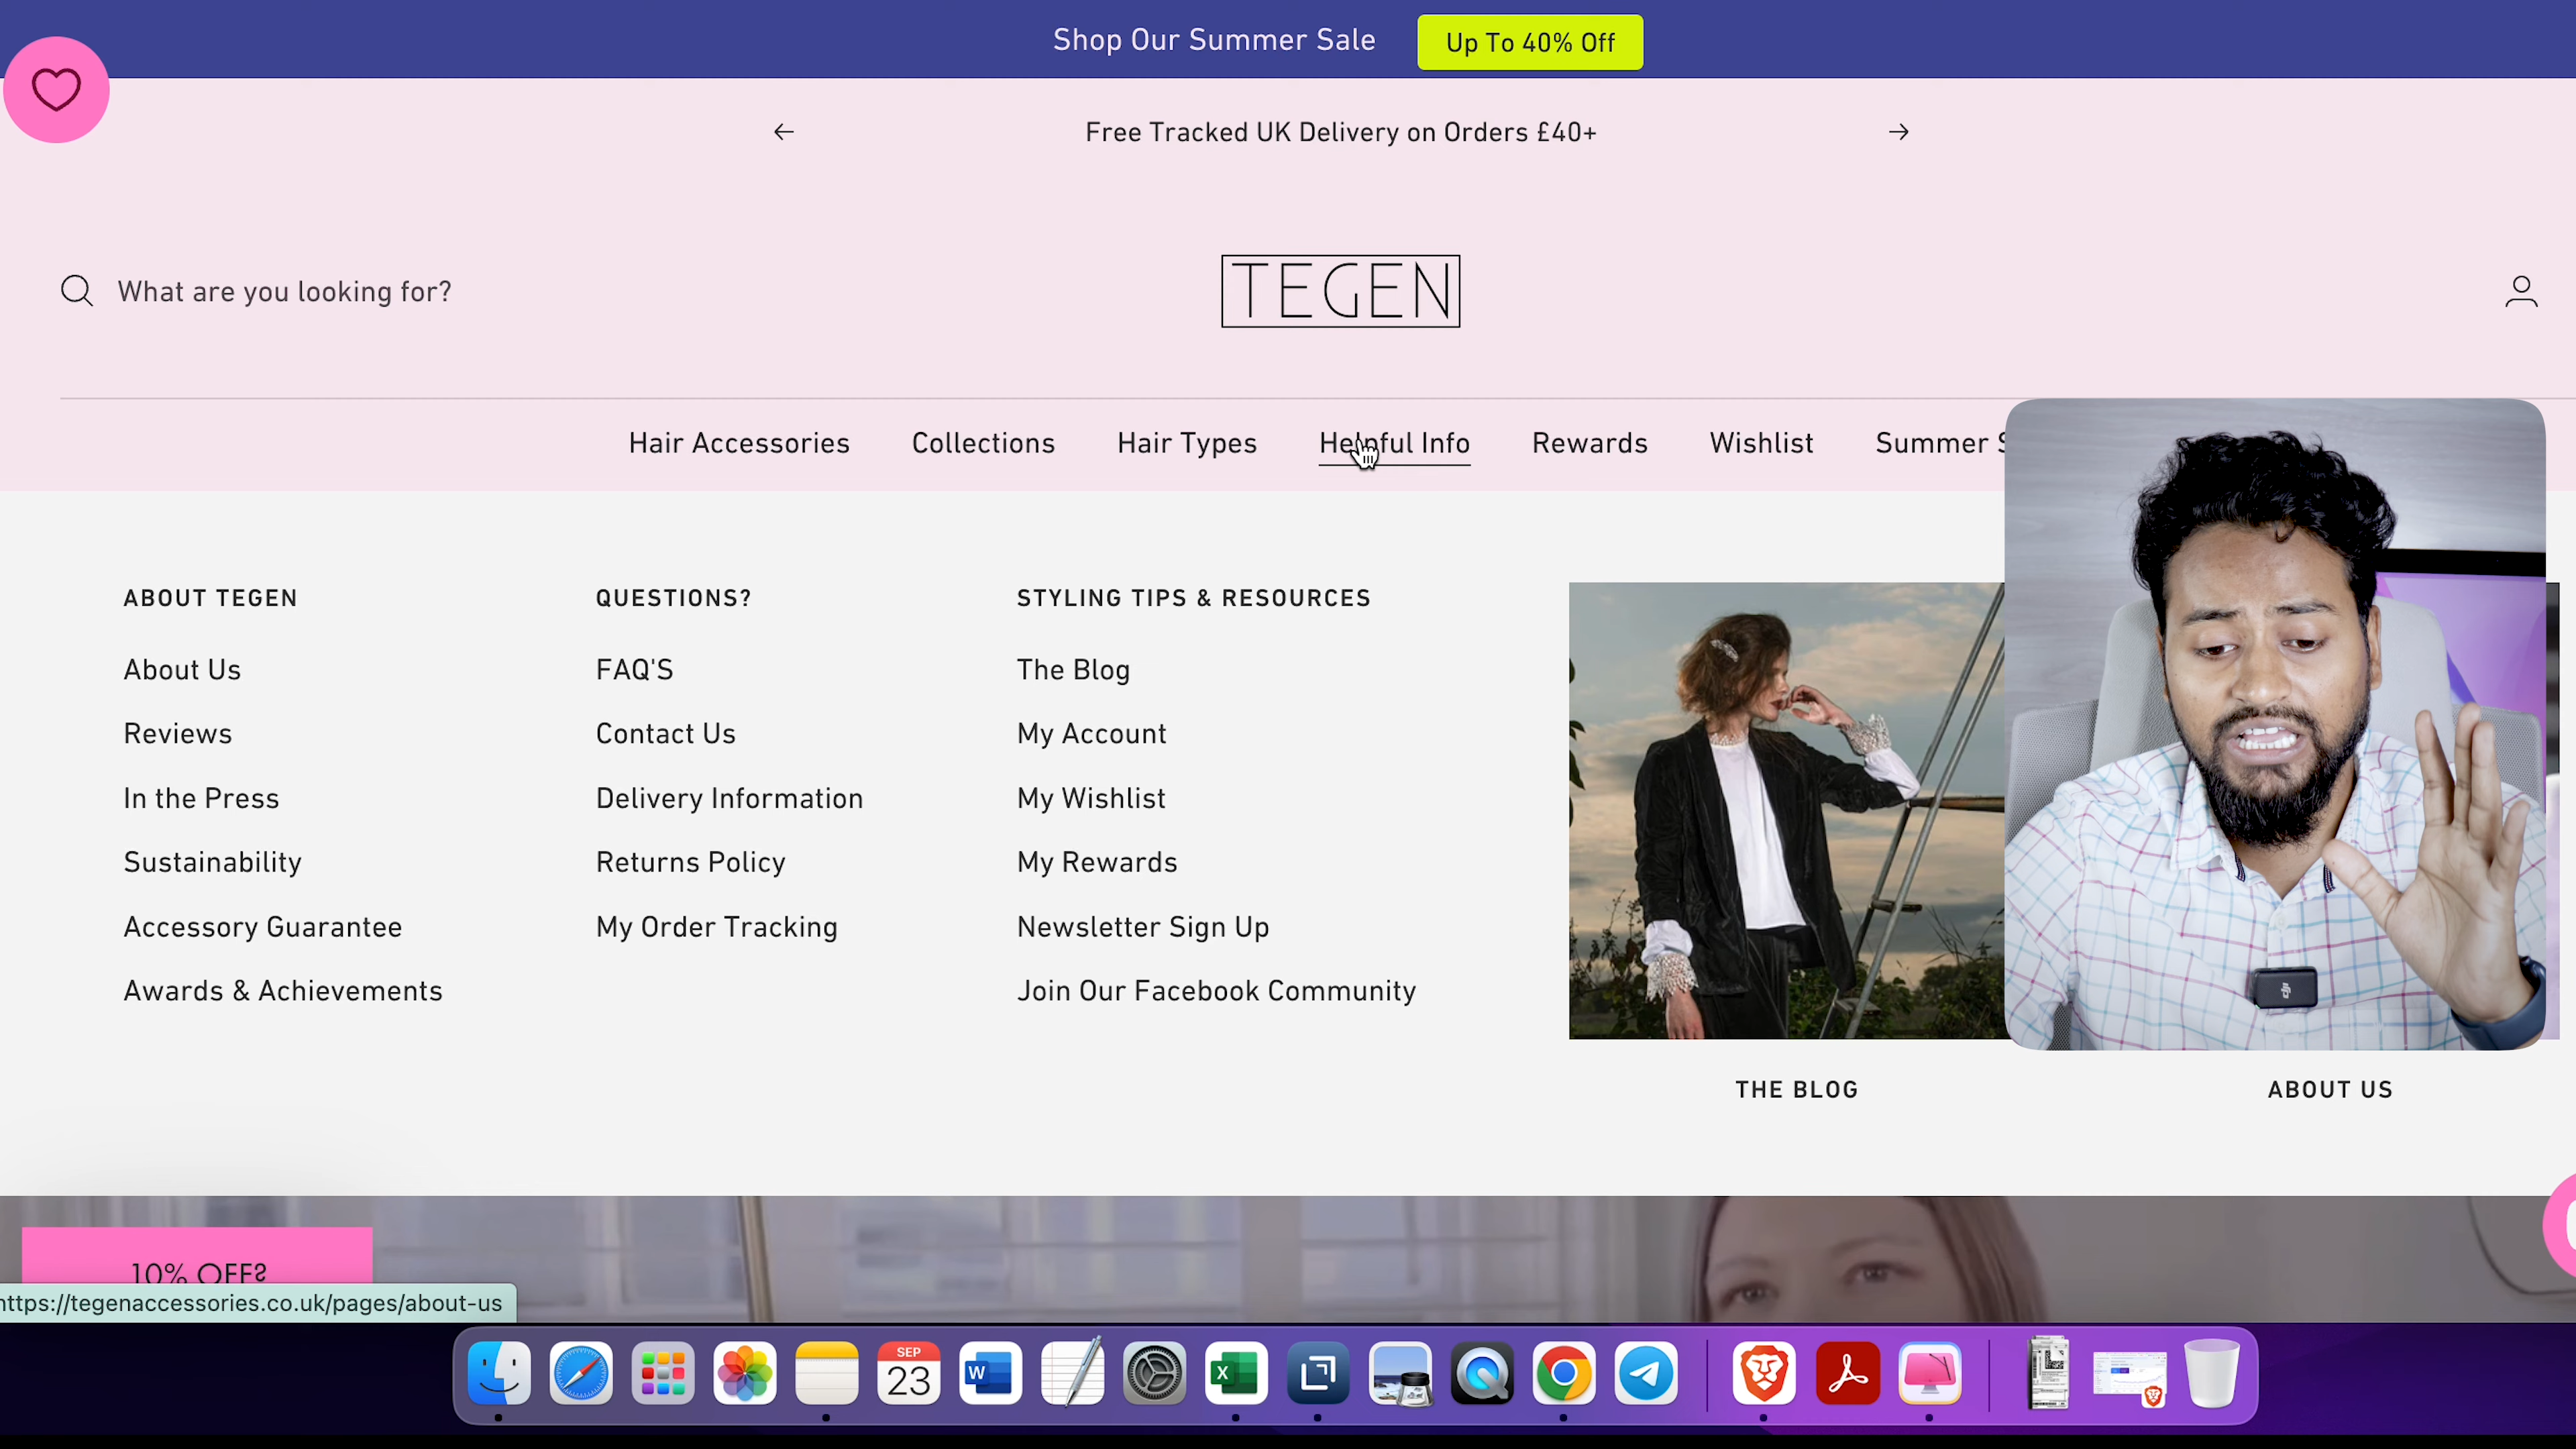 Shop Our Summer Sale
Up To 40% Off
Free Tracked UK Delivery on Orders £40+
What are you looking for?
TEGEN
Hair Accessories
Collections
Hair Types
Helpful Info
Rewards
Wishlist
Summer S
ABOUT TEGEN
About Us
Reviews
In the Press
Sustainability
Accessory Guarantee
Awards & Achievements
QUESTIONS?
FAQ'S
Contact Us
Delivery Information
Returns Policy
My Order Tracking
STYLING TIPS & RESOURCES
The Blog
My Account
My Wishlist
My Rewards
Newsletter Sign Up
Join Our Facebook Community
THE BLOG
ABOUT US
10% OFF?
https://tegenaccessories.co.uk/pages/about-us
SEP
23
W
X
dji